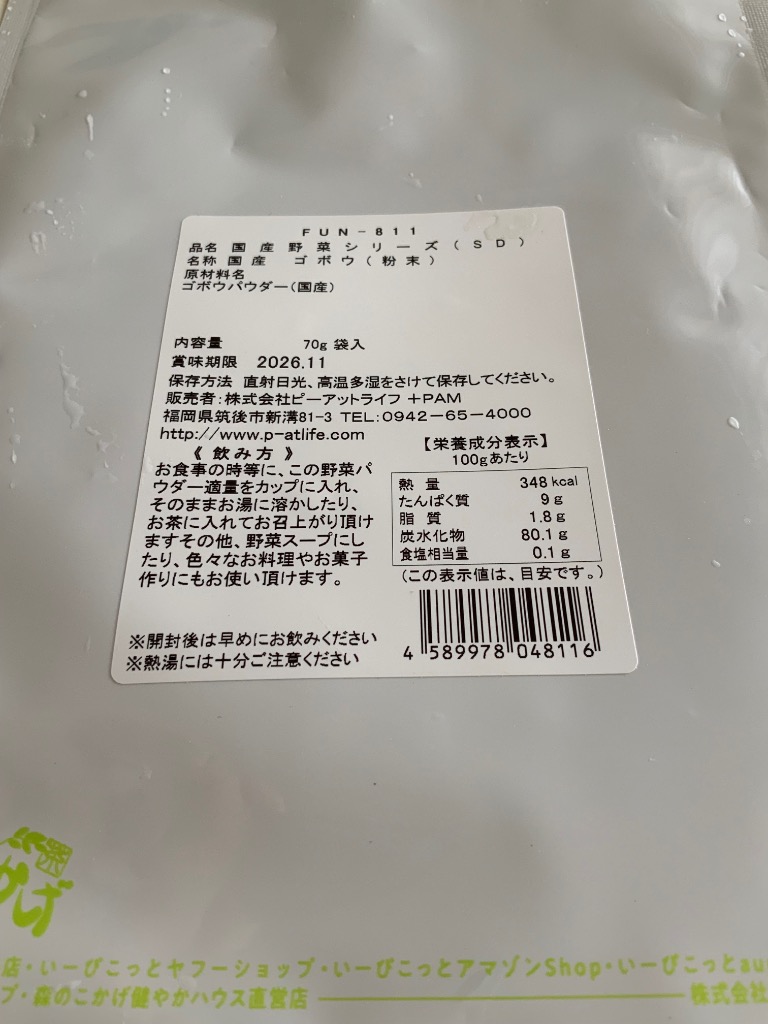 FUN-811
品名 国産野菜シリーズ(SD)
名称 国産 ゴボウ(粉末)
原材料名
ゴボウパウダー(国産)
内容量 70g 袋入
賞味期限 2026.11
保存方法 直射日光、高温多湿をさけて保存してください。
販売者:株式会社ピーアットライフ +PAM
福岡県筑後市新溝81-3 TEL:0942-65-4000
http://www.p-atlife.com
《 飲み方 》
お食事の時等に、この野菜パ
ウダー適量をカップに入れ、
そのままお湯に溶かしたり、
お茶に入れてお召上がり頂け
ますその他、野菜スープにし
たり、色々なお料理やお菓子
作りにもお使い頂けます。
※開封後は早めにお飲みください
※熱湯には十分ご注意ください
【栄養成分表示】
100gあたり
熱量 348 kcal
たんぱく質 9 g
脂質 1.8 g
炭水化物 80.1 g
食塩相当量 0.1 g
(この表示値は、目安です。)
4 589978 048116
かげ
店・いーびこっとヤフーショップ・いーびこっとアマゾンShop・いーびこっとau
プ・森のこかげ健やかハウス直営店 株式会社